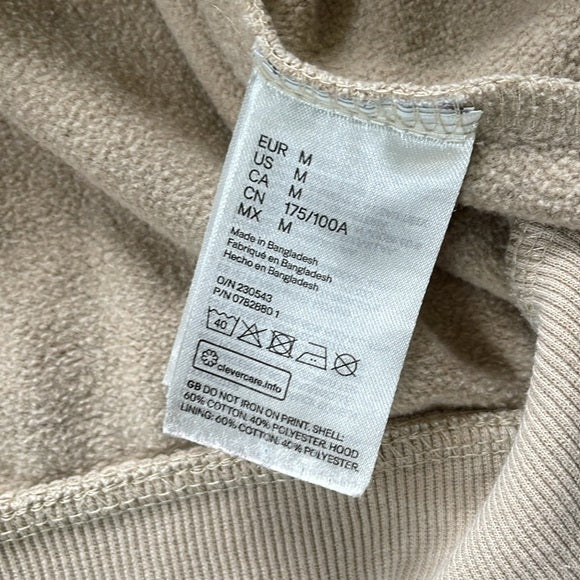 EUR M
US M
CA M
CN 175/100A
MX M
Made in Bangladesh
Fabriqué en Bangladesh
Hecho en Bangladesh
O/N 230543
P/N 0782880 1
40
clevercare.info
GB DO NOT IRON ON PRINT. SHELL:
60% COTTON, 40% POLYESTER. HOOD
LINING: 60% COTTON, 40% POLYESTER.